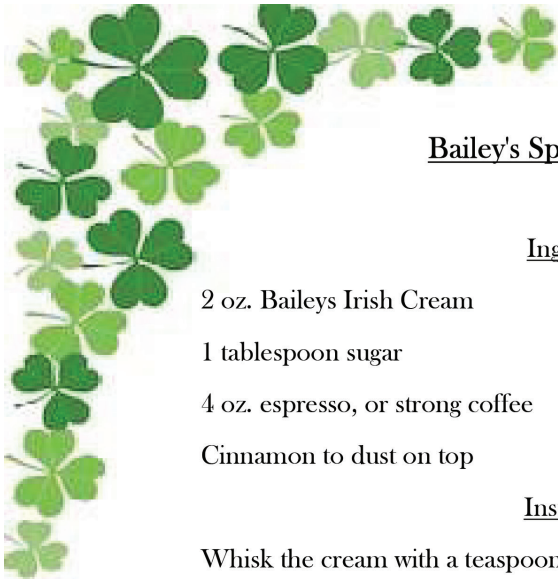 Bailey's Sp
Ing
2 oz. Baileys Irish Cream
1 tablespoon sugar
4 oz. espresso, or strong coffee
Cinnamon to dust on top
Ins
Whisk the cream with a teaspoon